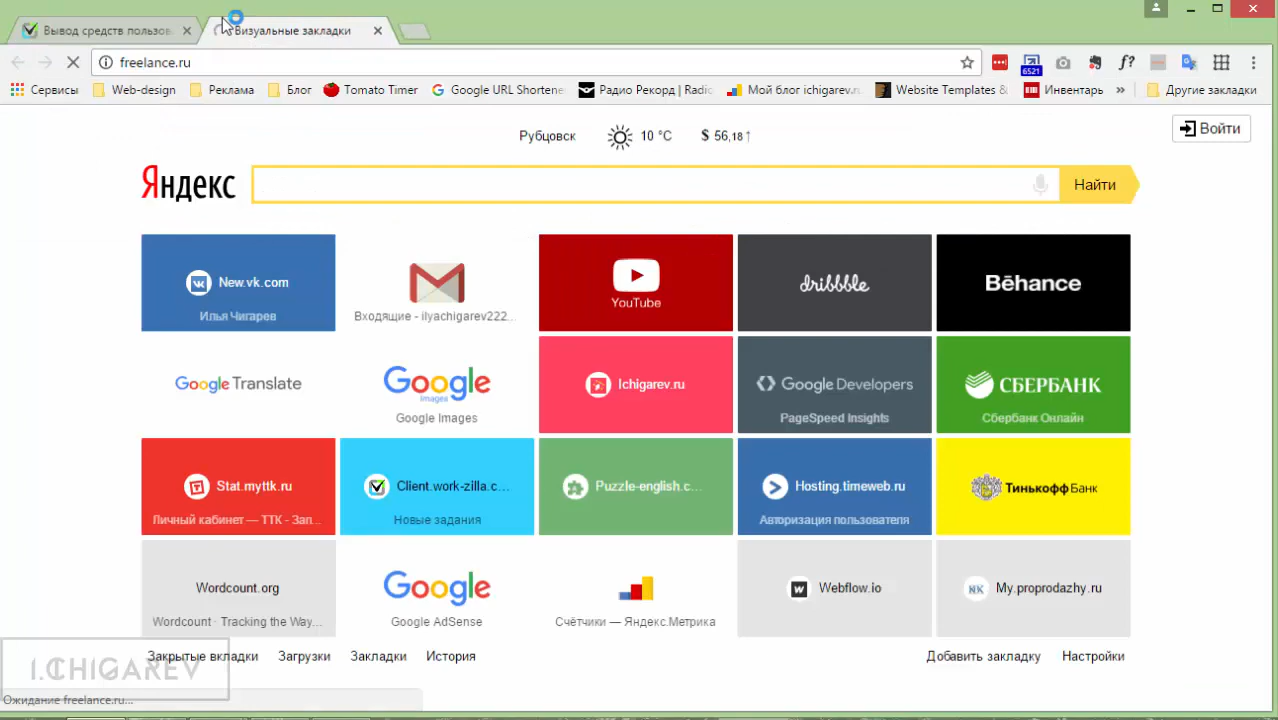 Вывод средств пользов
Визуальные закладки
freelance.ru
6521
f?
Сервисы
Web-design
Реклама
Блог
Tomato Timer
Google URL Shortene
Радио Рекорд | Radio
Мой блог ichigarev.ru
Website Templates &
Инвентарь
»
Другие закладки
Рубцовск
10 °C
$ 56,18 ↑
Войти
Яндекс
Найти
New.vk.com
Илья Чигарев
Входящие - ilyachigarev222...
YouTube
dribbble
Bēhance
Google Translate
Google
Images
Google Images
Ichigarev.ru
Google Developers
PageSpeed Insights
СБЕРБАНК
Сбербанк Онлайн
Stat.myttk.ru
Личный кабинет — ТТК - Зап...
Client.work-zilla.c...
Новые задания
Puzzle-english.c...
Hosting.timeweb.ru
Авторизация пользователя
Тинькофф Банк
Wordcount.org
Wordcount · Tracking the Way...
Google
Google AdSense
Счётчики — Яндекс.Метрика
Webflow.io
NK
My.proprodazhy.ru
I.CHIGAREV
Закрытые вкладки
Загрузки
Закладки
История
Добавить закладку
Настройки
Ожидание freelance.ru...